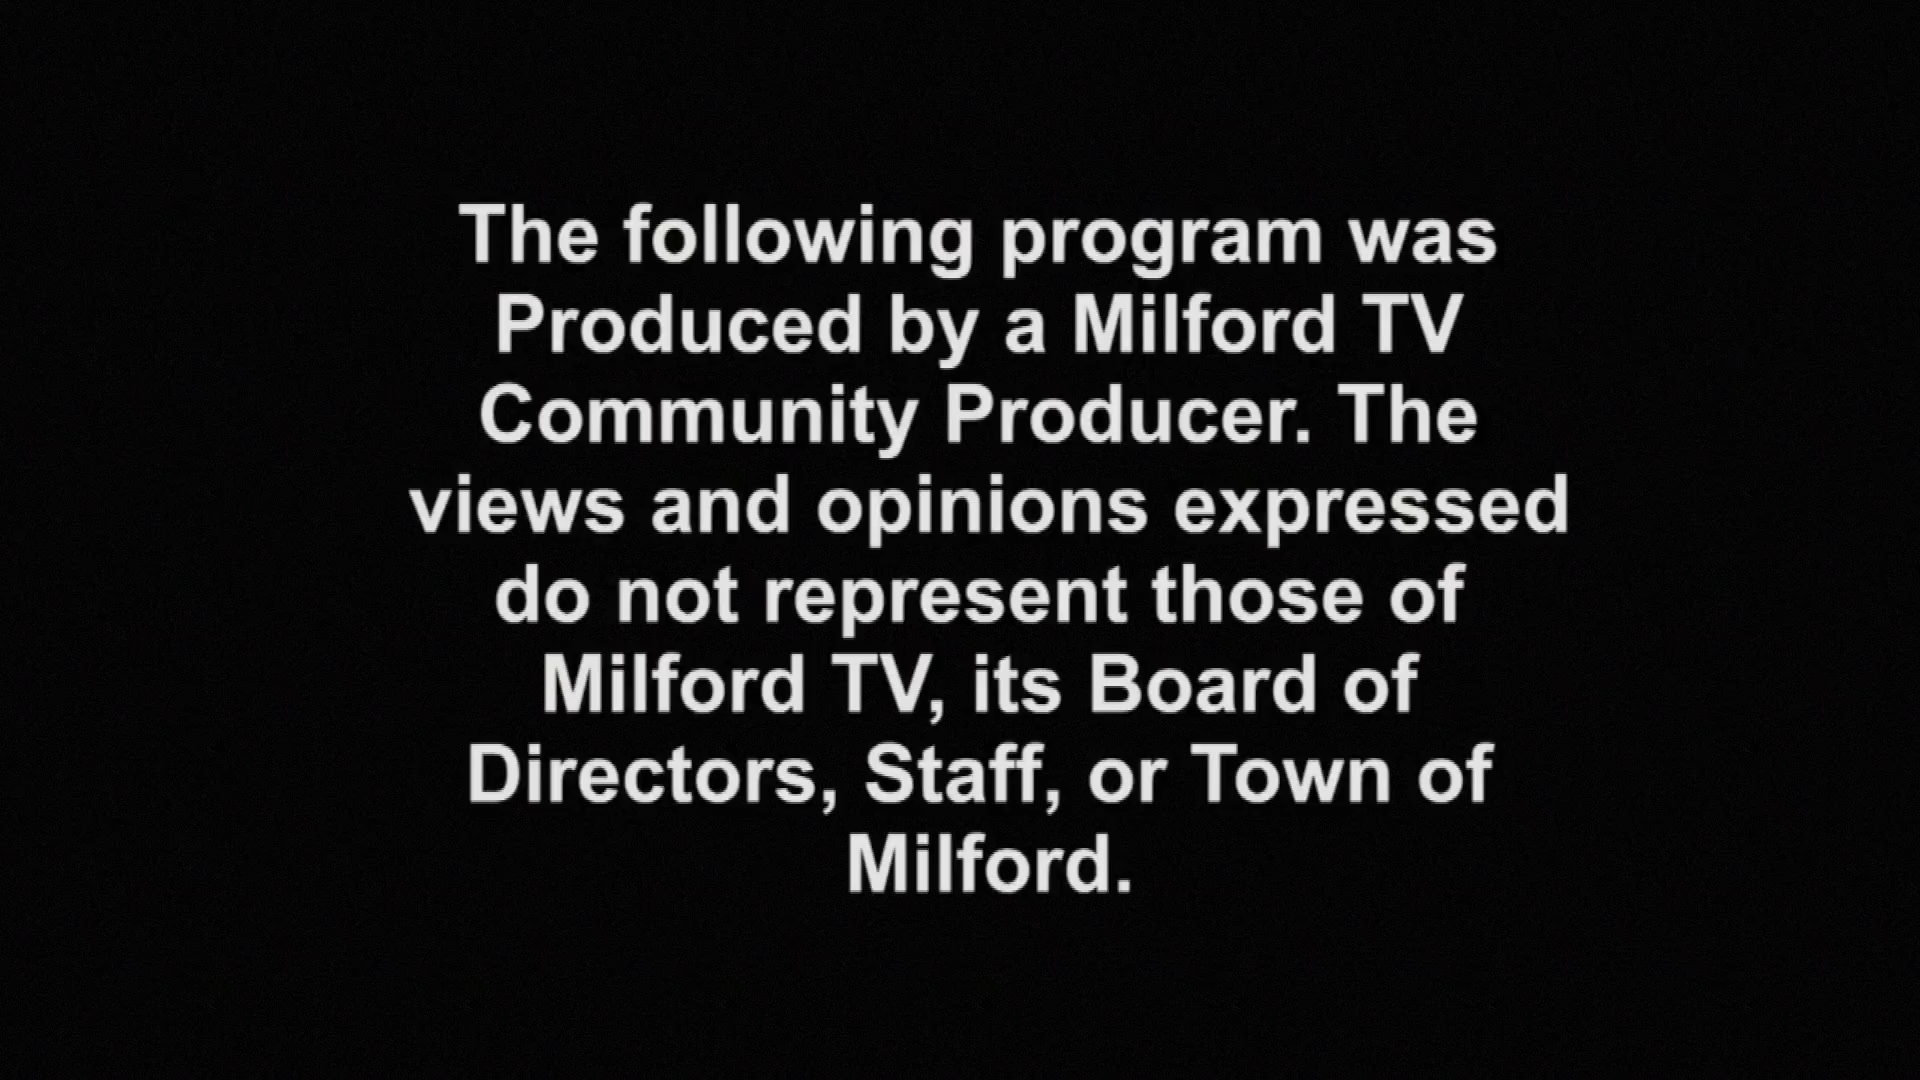 The following program was
Produced by a Milford TV
Community Producer. The
views and opinions expressed
do not represent those of
Milford TV, its Board of
Directors, Staff, or Town of
Milford.